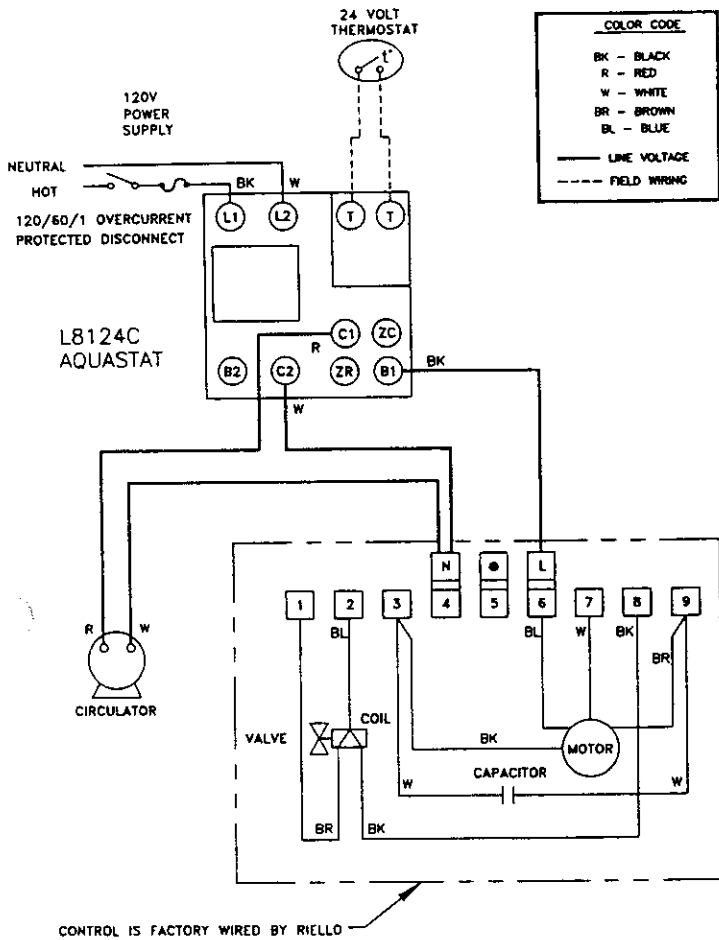 24 VOLT
THERMOSTAT
t°
COLOR CODE
BK - BLACK
R - RED
W - WHITE
BR - BROWN
BL - BLUE
LINE VOLTAGE
FIELD WIRING
120V
POWER
SUPPLY
NEUTRAL
HOT
BK
W
120/60/1 OVERCURRENT
PROTECTED DISCONNECT
L1
L2
T
T
L8124C
AQUASTAT
R
C1
ZC
B2
C2
ZR
B1
BK
W
N
L
1
2
3
4
5
6
7
8
9
R
W
CIRCULATOR
BL
BL
W
BK
BR
VALVE
COIL
BK
MOTOR
CAPACITOR
W
W
BR
BK
CONTROL IS FACTORY WIRED BY RIELLO